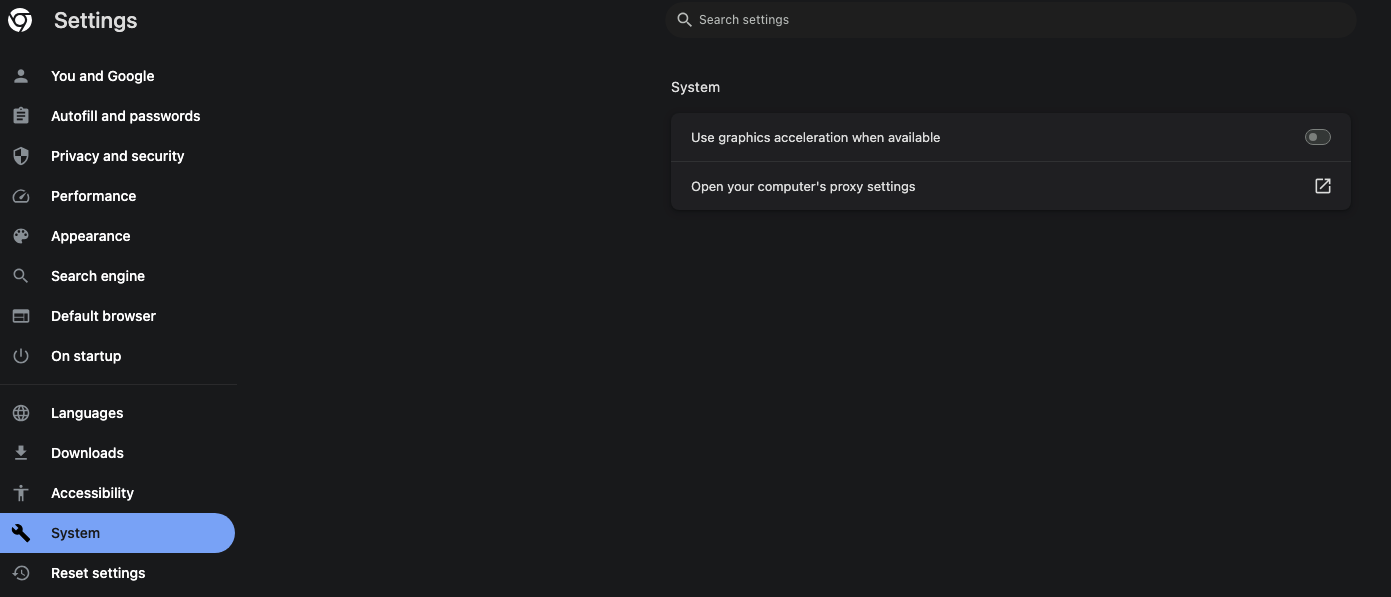 Settings
Search settings
You and Google
Autofill and passwords
Privacy and security
Performance
Appearance
Search engine
Default browser
On startup
Languages
Downloads
Accessibility
System
Reset settings
System
Use graphics acceleration when available
Open your computer's proxy settings